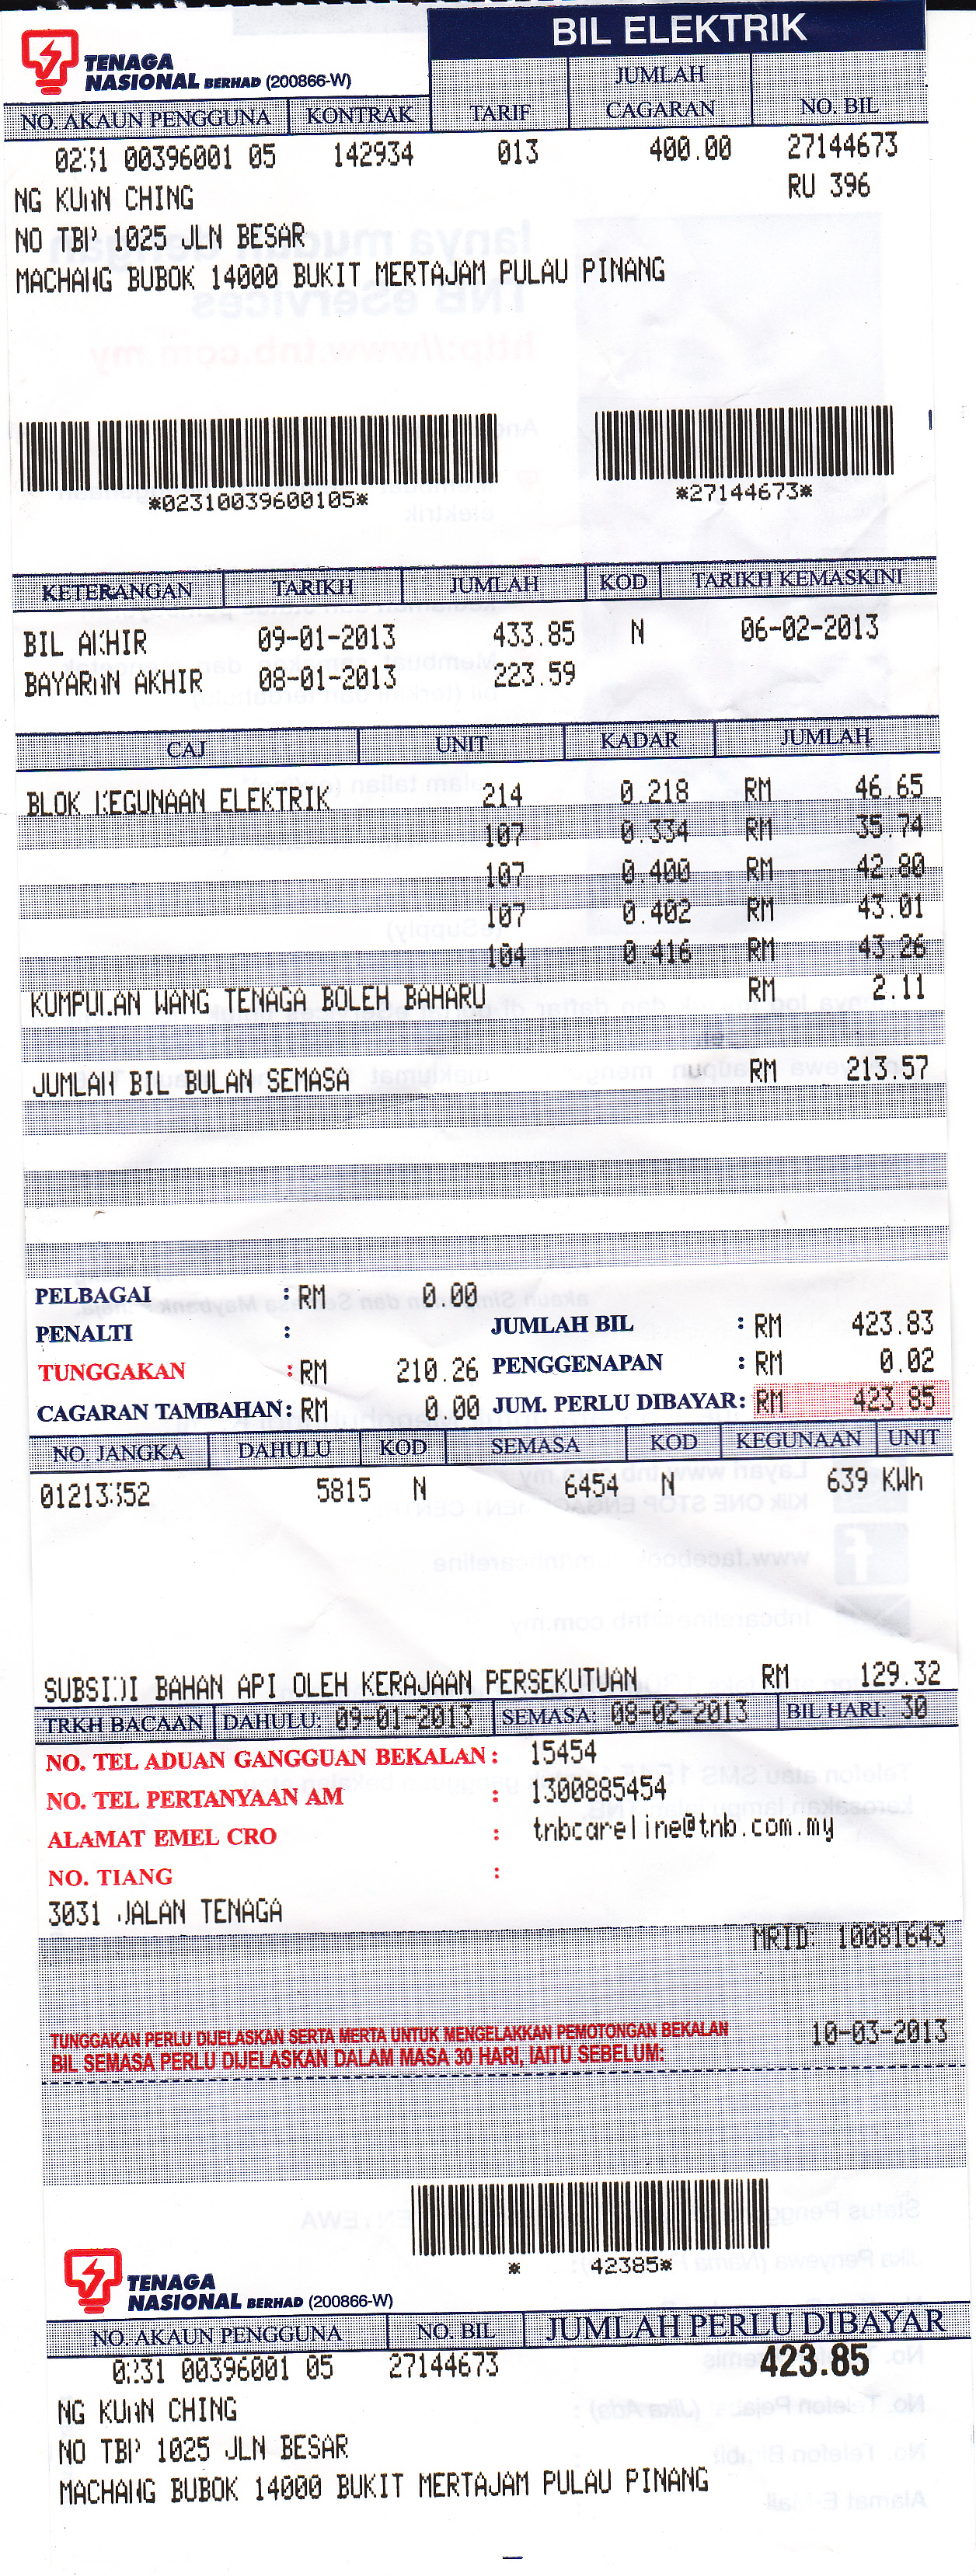 TENAGA
NASIONAL BERHAD (200866-W)
BIL ELEKTRIK
NO. AKAUN PENGGUNA KONTRAK TARIF JUMLAH CAGARAN NO. BIL
0231 00396001 05 142934 013 400.00 27144673
NG KUAN CHING RU 396
NO TBP 1025 JLN BESAR
MACHANG BUBOK 14000 BUKIT MERTAJAM PULAU PINANG
*02310039600105* *27144673*
KETERANGAN TARIKH JUMLAH KOD TARIKH KEMASKINI
BIL AKHIR 09-01-2013 433.85 N 06-02-2013
BAYARAN AKHIR 08-01-2013 223.59
CAJ UNIT KADAR JUMLAH
BLOK KEGUNAAN ELEKTRIK 214 0.218 RM 46.65
107 0.334 RM 35.74
107 0.400 RM 42.80
107 0.402 RM 43.01
104 0.416 RM 43.26
KUMPULAN WANG TENAGA BOLEH BAHARU RM 2.11
JUMLAH BIL BULAN SEMASA RM 213.57
PELBAGAI : RM 0.00
PENALTI : JUMLAH BIL : RM 423.83
TUNGGAKAN : RM 210.26 PENGGENAPAN : RM 0.02
CAGARAN TAMBAHAN: RM 0.00 JUM. PERLU DIBAYAR: RM 423.85
NO. JANGKA DAHULU KOD SEMASA KOD KEGUNAAN UNIT
01213352 5815 N 6454 N 639 KWh
SUBSIDI BAHAN API OLEH KERAJAAN PERSEKUTUAN RM 129.32
TRKH BACAAN DAHULU: 09-01-2013 SEMASA: 08-02-2013 BIL HARI: 30
NO. TEL ADUAN GANGGUAN BEKALAN : 15454
NO. TEL PERTANYAAN AM : 1300885454
ALAMAT EMEL CRO : tnbcareline@tnb.com.my
NO. TIANG :
3031 JALAN TENAGA
MRID: 10081643
TUNGGAKAN PERLU DIJELASKAN SERTA MERTA UNTUK MENGELAKKAN PEMOTONGAN BEKALAN
BIL SEMASA PERLU DIJELASKAN DALAM MASA 30 HARI, IAITU SEBELUM: 10-03-2013
* 42385*
TENAGA
NASIONAL BERHAD (200866-W)
NO. AKAUN PENGGUNA NO. BIL JUMLAH PERLU DIBAYAR
0231 00396001 05 27144673 423.85
NG KUAN CHING
NO TBP 1025 JLN BESAR
MACHANG BUBOK 14000 BUKIT MERTAJAM PULAU PINANG